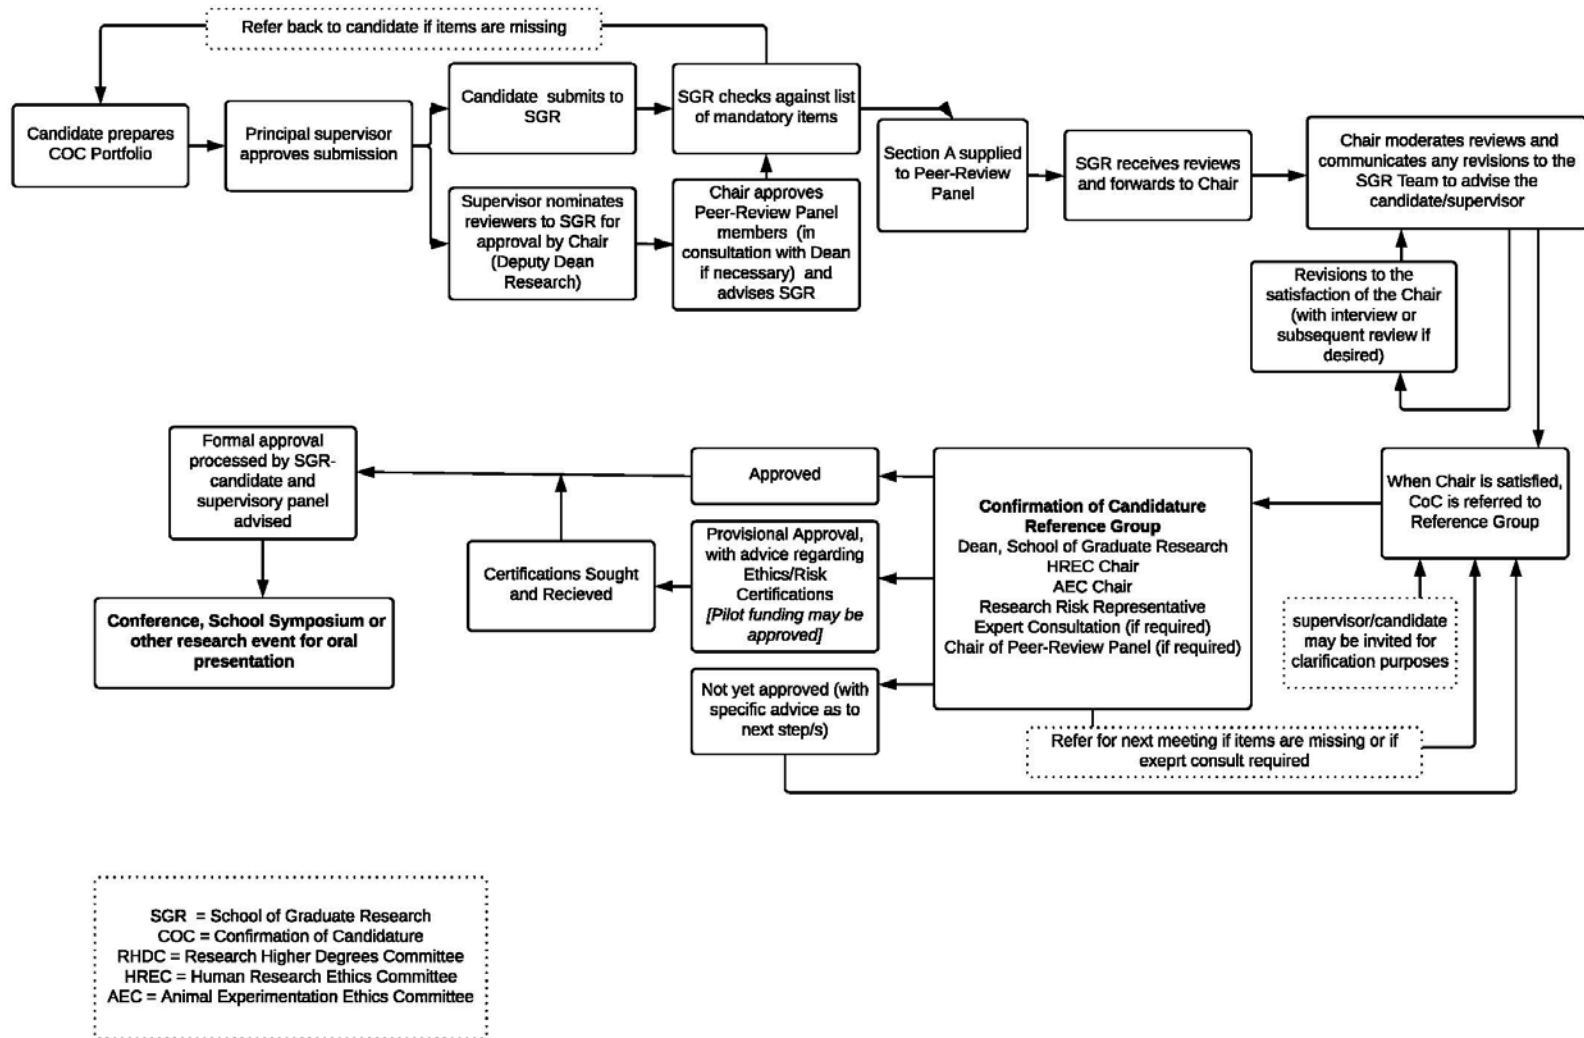 Refer back to candidate if items are missing
Candidate prepares
COC Portfolio
Principal supervisor
approves submission
Candidate submits to
SGR
SGR checks against list
of mandatory items
Supervisor nominates
reviewers to SGR for
approval by Chair
(Deputy Dean
Research)
Chair approves
Peer-Review Panel
members (in
consultation with Dean
if necessary) and
advises SGR
Section A supplied
to Peer-Review
Panel
SGR receives reviews
and forwards to Chair
Chair moderates reviews and
communicates any revisions to the
SGR Team to advise the
candidate/supervisor
Revisions to the
satisfaction of the Chair
(with interview or
subsequent review if
desired)
When Chair is satisfied,
CoC is referred to
Reference Group
supervisor/candidate
may be invited for
clarification purposes
Confirmation of Candidature
Reference Group
Dean, School of Graduate Research
HREC Chair
AEC Chair
Research Risk Representative
Expert Consultation (if required)
Chair of Peer-Review Panel (if required)
Refer for next meeting if items are missing or if
exeprt consult required
Approved
Provisional Approval,
with advice regarding
Ethics/Risk
Certifications
[Pilot funding may be
approved]
Not yet approved (with
specific advice as to
next step/s)
Certifications Sought
and Recieved
Formal approval
processed by SGR-
candidate and
supervisory panel
advised
Conference, School Symposium or
other research event for oral
presentation
SGR = School of Graduate Research
COC = Confirmation of Candidature
RHDC = Research Higher Degrees Committee
HREC = Human Research Ethics Committee
AEC = Animal Experimentation Ethics Committee